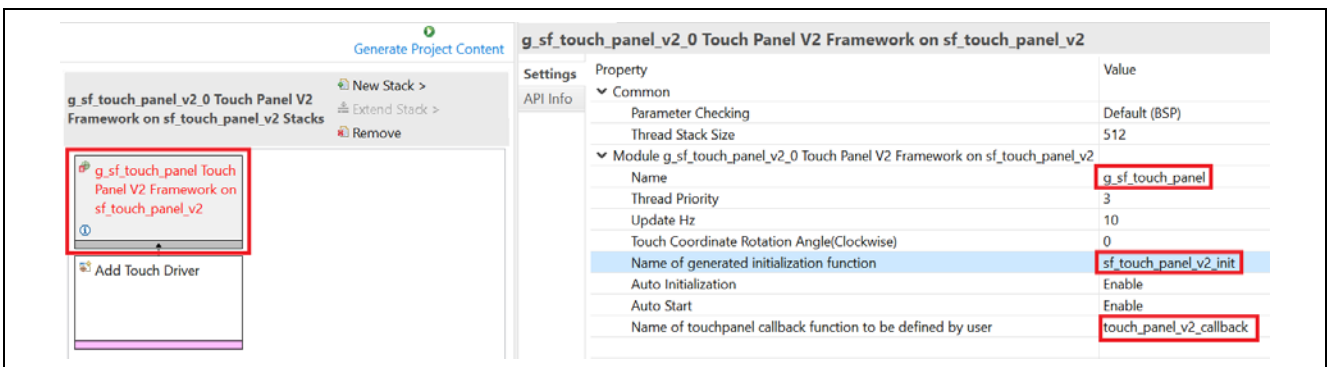 Generate Project Content
g_sf_touch_panel_v2_0 Touch Panel V2
Framework on sf_touch_panel_v2 Stacks
New Stack >
Extend Stack >
Remove
g_sf_touch_panel Touch
Panel V2 Framework on
sf_touch_panel_v2
Add Touch Driver
g_sf_touch_panel_v2_0 Touch Panel V2 Framework on sf_touch_panel_v2
Settings
API Info
Property Value
Common
Parameter Checking Default (BSP)
Thread Stack Size 512
Module g_sf_touch_panel_v2_0 Touch Panel V2 Framework on sf_touch_panel_v2
Name g_sf_touch_panel
Thread Priority 3
Update Hz 10
Touch Coordinate Rotation Angle(Clockwise) 0
Name of generated initialization function sf_touch_panel_v2_init
Auto Initialization Enable
Auto Start Enable
Name of touchpanel callback function to be defined by user touch_panel_v2_callback